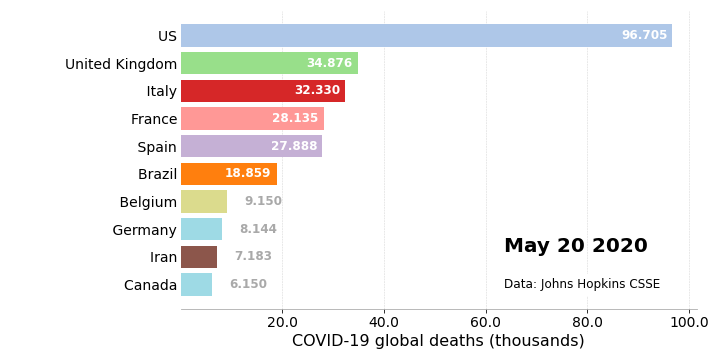 US 96.705
United Kingdom 34.876
Italy 32.330
France 28.135
Spain 27.888
Brazil 18.859
Belgium 9.150
Germany 8.144
Iran 7.183
Canada 6.150
May 20 2020
Data: Johns Hopkins CSSE
20.0 40.0 60.0 80.0 100.0
COVID-19 global deaths (thousands)